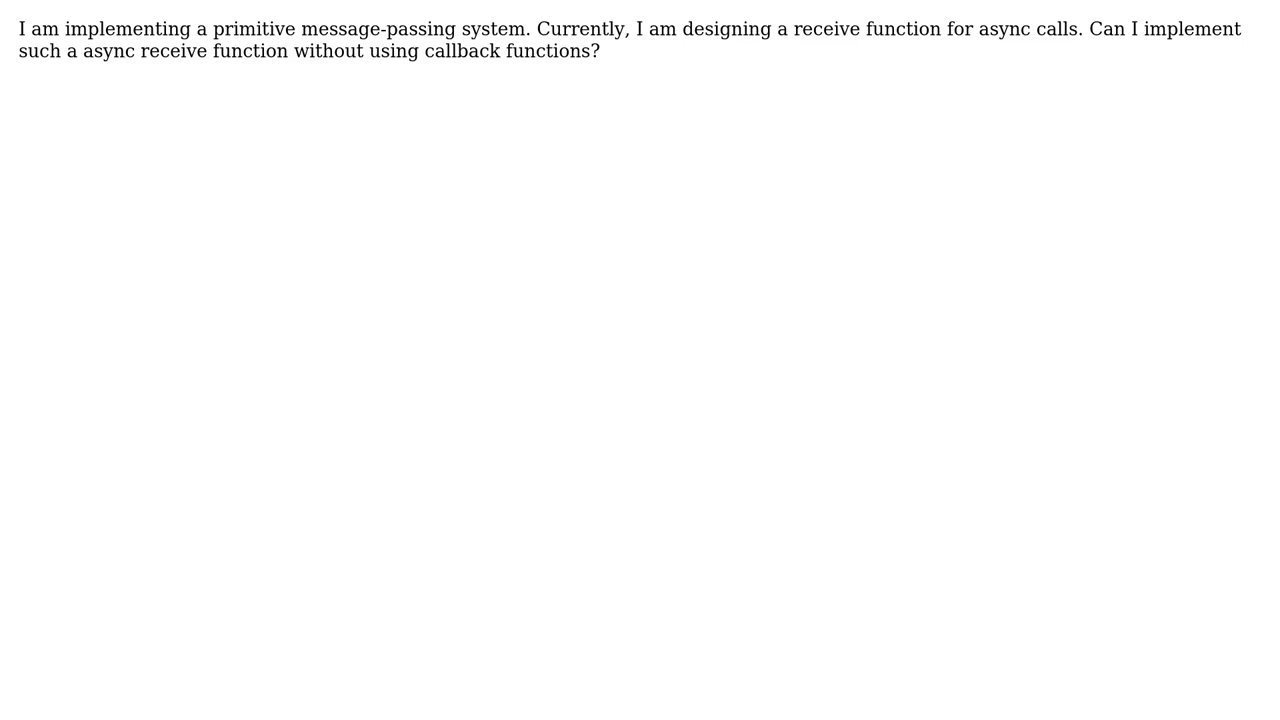 I am implementing a primitive message-passing system. Currently, I am designing a receive function for async calls. Can I implement
such a async receive function without using callback functions?